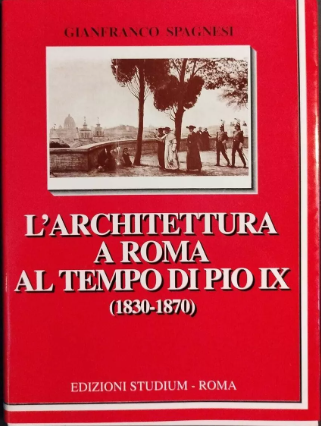 GIANFRANCO SPAGNESI
L'ARCHITETTURA
A ROMA
AL TEMPO DI PIO IX
(1830-1870)
EDIZIONI STUDIUM - ROMA